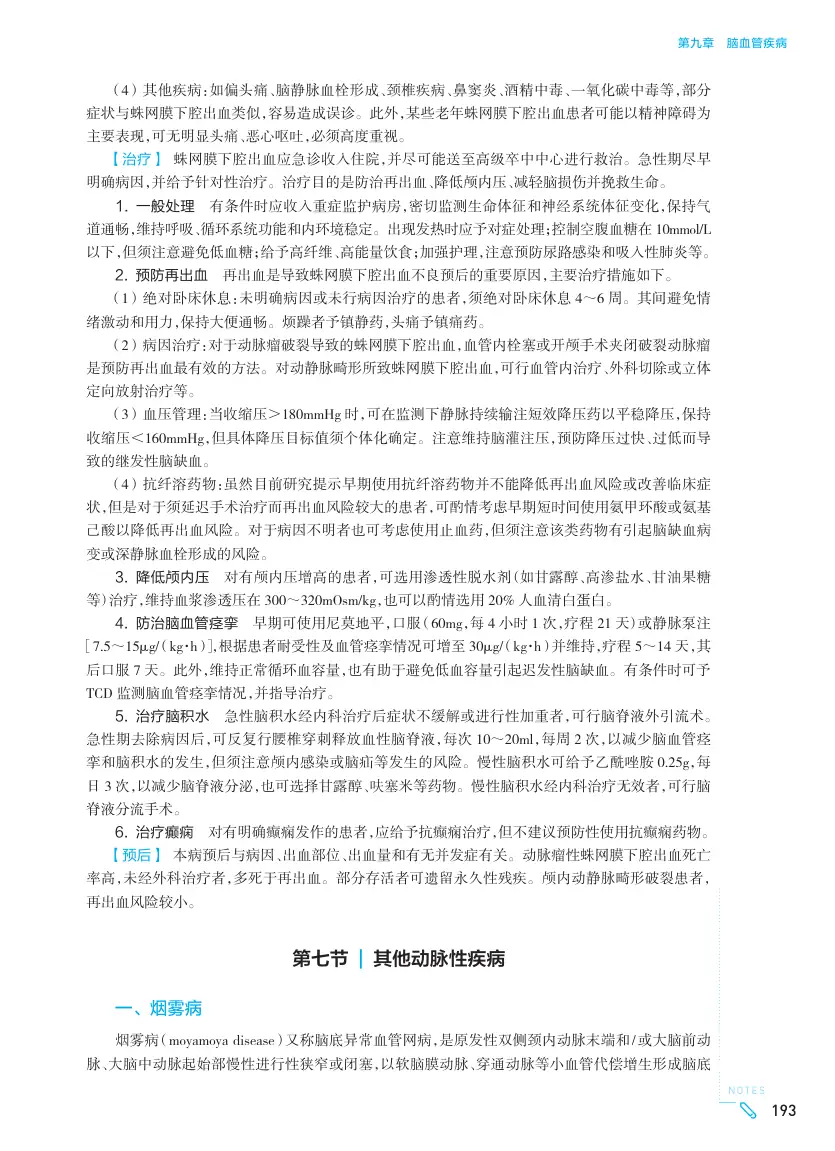 第九章 脑血管疾病
（4）其他疾病：如偏头痛、脑静脉血栓形成、颈椎疾病、鼻窦炎、酒精中毒、一氧化碳中毒等，部分
症状与蛛网膜下腔出血类似，容易造成误诊。此外，某些老年蛛网膜下腔出血患者可能以精神障碍为
主要表现，可无明显头痛、恶心呕吐，必须高度重视。
【治疗】 蛛网膜下腔出血应急诊收入住院，并尽可能送至高级卒中中心进行救治。急性期尽早
明确病因，并给予针对性治疗。治疗目的是防治再出血、降低颅内压、减轻脑损伤并挽救生命。
1. 一般处理 有条件时应收入重症监护病房，密切监测生命体征和神经系统体征变化，保持气
道通畅，维持呼吸、循环系统功能和内环境稳定。出现发热时应予对症处理；控制空腹血糖在 10mmol/L
以下，但须注意避免低血糖；给予高纤维、高能量饮食；加强护理，注意预防尿路感染和吸入性肺炎等。
2. 预防再出血 再出血是导致蛛网膜下腔出血不良预后的重要原因，主要治疗措施如下。
（1）绝对卧床休息：未明确病因或未行病因治疗的患者，须绝对卧床休息 4～6 周。其间避免情
绪激动和用力，保持大便通畅。烦躁者予镇静药，头痛予镇痛药。
（2）病因治疗：对于动脉瘤破裂导致的蛛网膜下腔出血，血管内栓塞或开颅手术夹闭破裂动脉瘤
是预防再出血最有效的方法。对动静脉畸形所致蛛网膜下腔出血，可行血管内治疗、外科切除或立体
定向放射治疗等。
（3）血压管理：当收缩压＞180mmHg 时，可在监测下静脉持续输注短效降压药以平稳降压，保持
收缩压＜160mmHg，但具体降压目标值须个体化确定。注意维持脑灌注压，预防降压过快、过低而导
致的继发性脑缺血。
（4）抗纤溶药物：虽然目前研究提示早期使用抗纤溶药物并不能降低再出血风险或改善临床症
状，但是对于须延迟手术治疗而再出血风险较大的患者，可酌情考虑早期短时间使用氨甲环酸或氨基
己酸以降低再出血风险。对于病因不明者也可考虑使用止血药，但须注意该类药物有引起脑缺血病
变或深静脉血栓形成的风险。
3. 降低颅内压 对有颅内压增高的患者，可选用渗透性脱水剂（如甘露醇、高渗盐水、甘油果糖
等）治疗，维持血浆渗透压在 300～320mOsm/kg，也可以酌情选用 20% 人血清白蛋白。
4. 防治脑血管痉挛 早期可使用尼莫地平，口服（60mg，每 4 小时 1 次，疗程 21 天）或静脉泵注
［7.5～15μg/（kg·h）］，根据患者耐受性及血管痉挛情况可增至 30μg/（kg·h）并维持，疗程 5～14 天，其
后口服 7 天。此外，维持正常循环血容量，也有助于避免低血容量引起迟发性脑缺血。有条件时可予
TCD 监测脑血管痉挛情况，并指导治疗。
5. 治疗脑积水 急性脑积水经内科治疗后症状不缓解或进行性加重者，可行脑脊液外引流术。
急性期去除病因后，可反复行腰椎穿刺释放血性脑脊液，每次 10～20ml，每周 2 次，以减少脑血管痉
挛和脑积水的发生，但须注意颅内感染或脑疝等发生的风险。慢性脑积水可给予乙酰唑胺 0.25g，每
日 3 次，以减少脑脊液分泌，也可选择甘露醇、呋塞米等药物。慢性脑积水经内科治疗无效者，可行脑
脊液分流手术。
6. 治疗癫痫 对有明确癫痫发作的患者，应给予抗癫痫治疗，但不建议预防性使用抗癫痫药物。
【预后】 本病预后与病因、出血部位、出血量和有无并发症有关。动脉瘤性蛛网膜下腔出血死亡
率高，未经外科治疗者，多死于再出血。部分存活者可遗留永久性残疾。颅内动静脉畸形破裂患者，
再出血风险较小。
第七节 | 其他动脉性疾病
一、烟雾病
烟雾病（moyamoya disease）又称脑底异常血管网病，是原发性双侧颈内动脉末端和/或大脑前动
脉、大脑中动脉起始部慢性进行性狭窄或闭塞，以软脑膜动脉、穿通动脉等小血管代偿增生形成脑底
NOTES
193